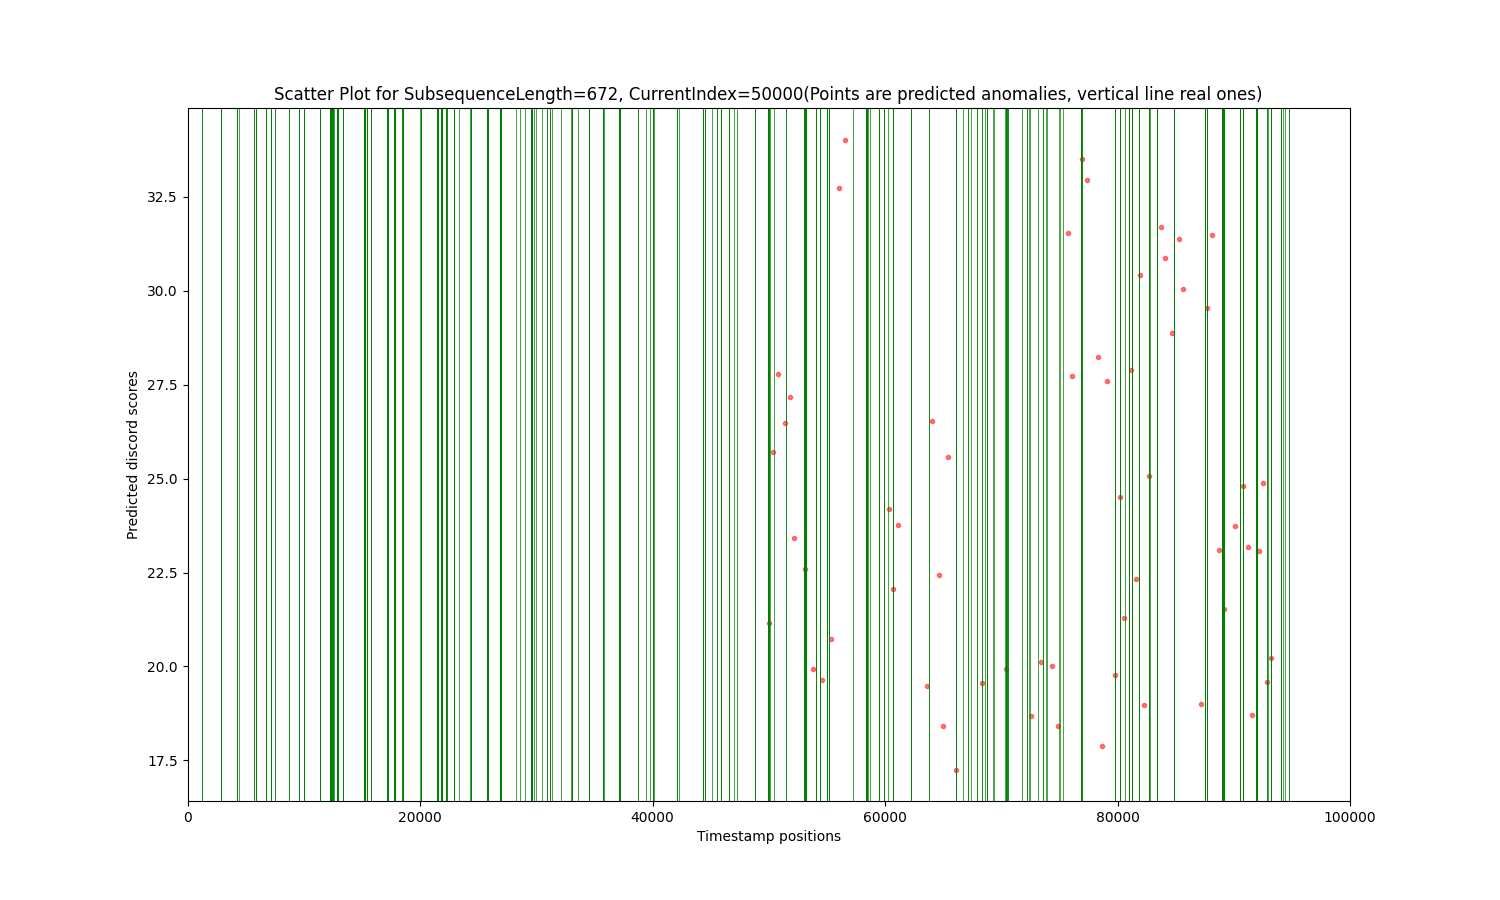 Scatter Plot for SubsequenceLength=672, CurrentIndex=50000(Points are predicted anomalies, vertical line real ones)
32.5
30.0
27.5
25.0
22.5
20.0
17.5
Predicted discord scores
0 20000 40000 60000 80000 100000
Timestamp positions